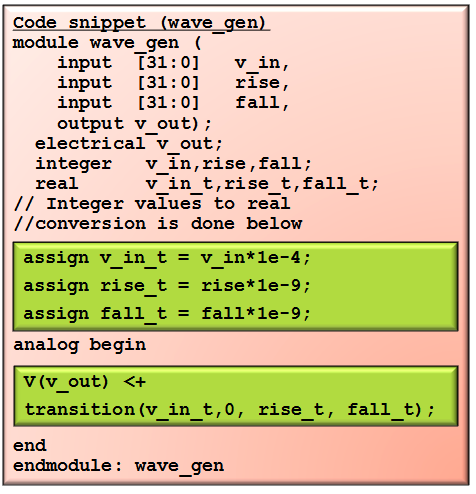 Code snippet (wave_gen)
module wave_gen (
input [31:0] v_in,
input [31:0] rise,
input [31:0] fall,
output v_out);
electrical v_out;
integer v_in,rise,fall;
real v_in_t,rise_t,fall_t;
// Integer values to real
//conversion is done below
assign v_in_t = v_in*1e-4;
assign rise_t = rise*1e-9;
assign fall_t = fall*1e-9;
analog begin
V(v_out) <+
transition(v_in_t,0, rise_t, fall_t);
end
endmodule: wave_gen